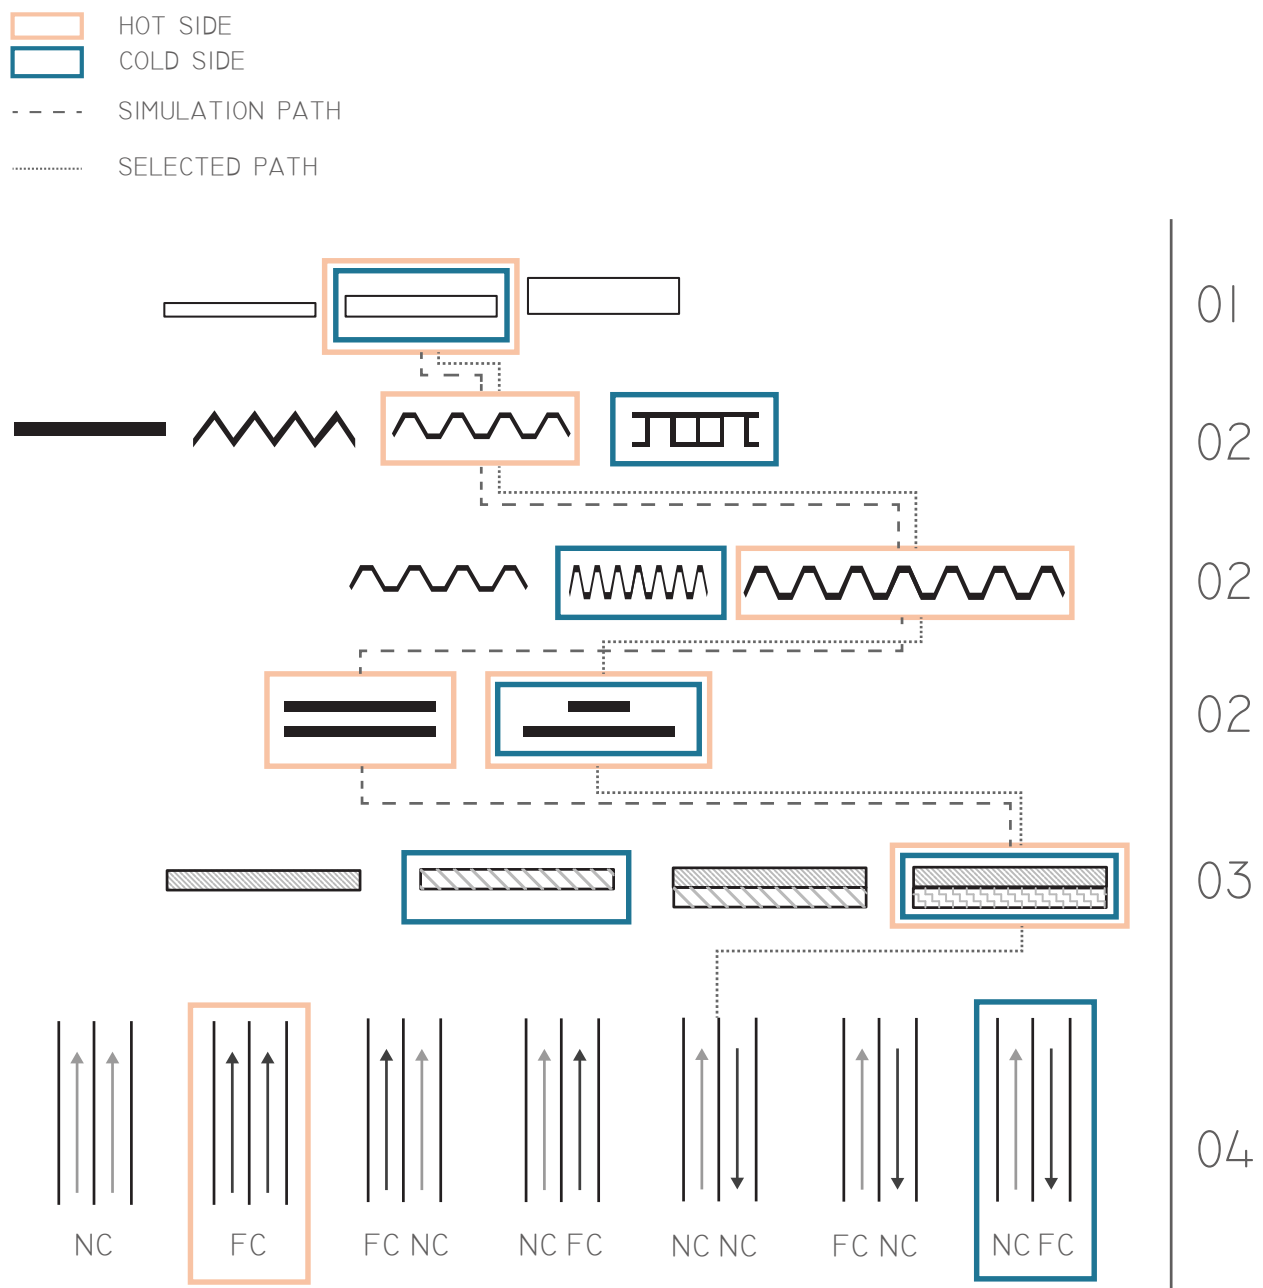 HOT SIDE
COLD SIDE
SIMULATION PATH
SELECTED PATH
01
02
02
02
03
04
NC
FC
FC NC
NC FC
NC NC
FC NC
NC FC